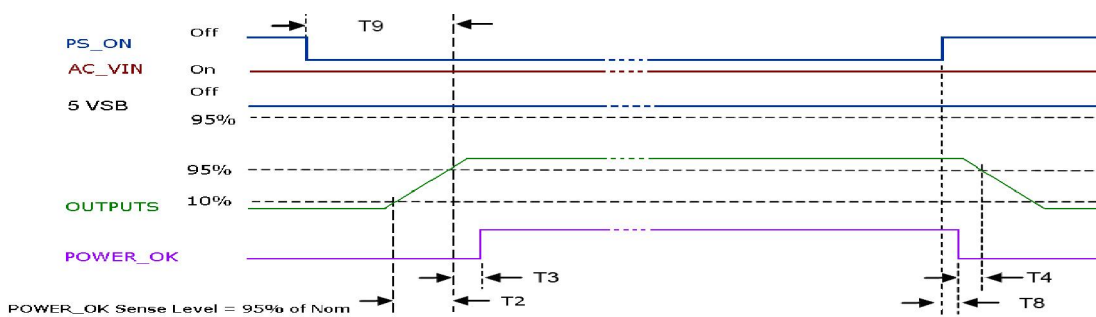 T9
PS_ON Off
AC_VIN On
Off
5 VSB
95%
95%
OUTPUTS 10%
POWER_OK
T3 T4
T2 T8
POWER_OK Sense Level = 95% of Nom